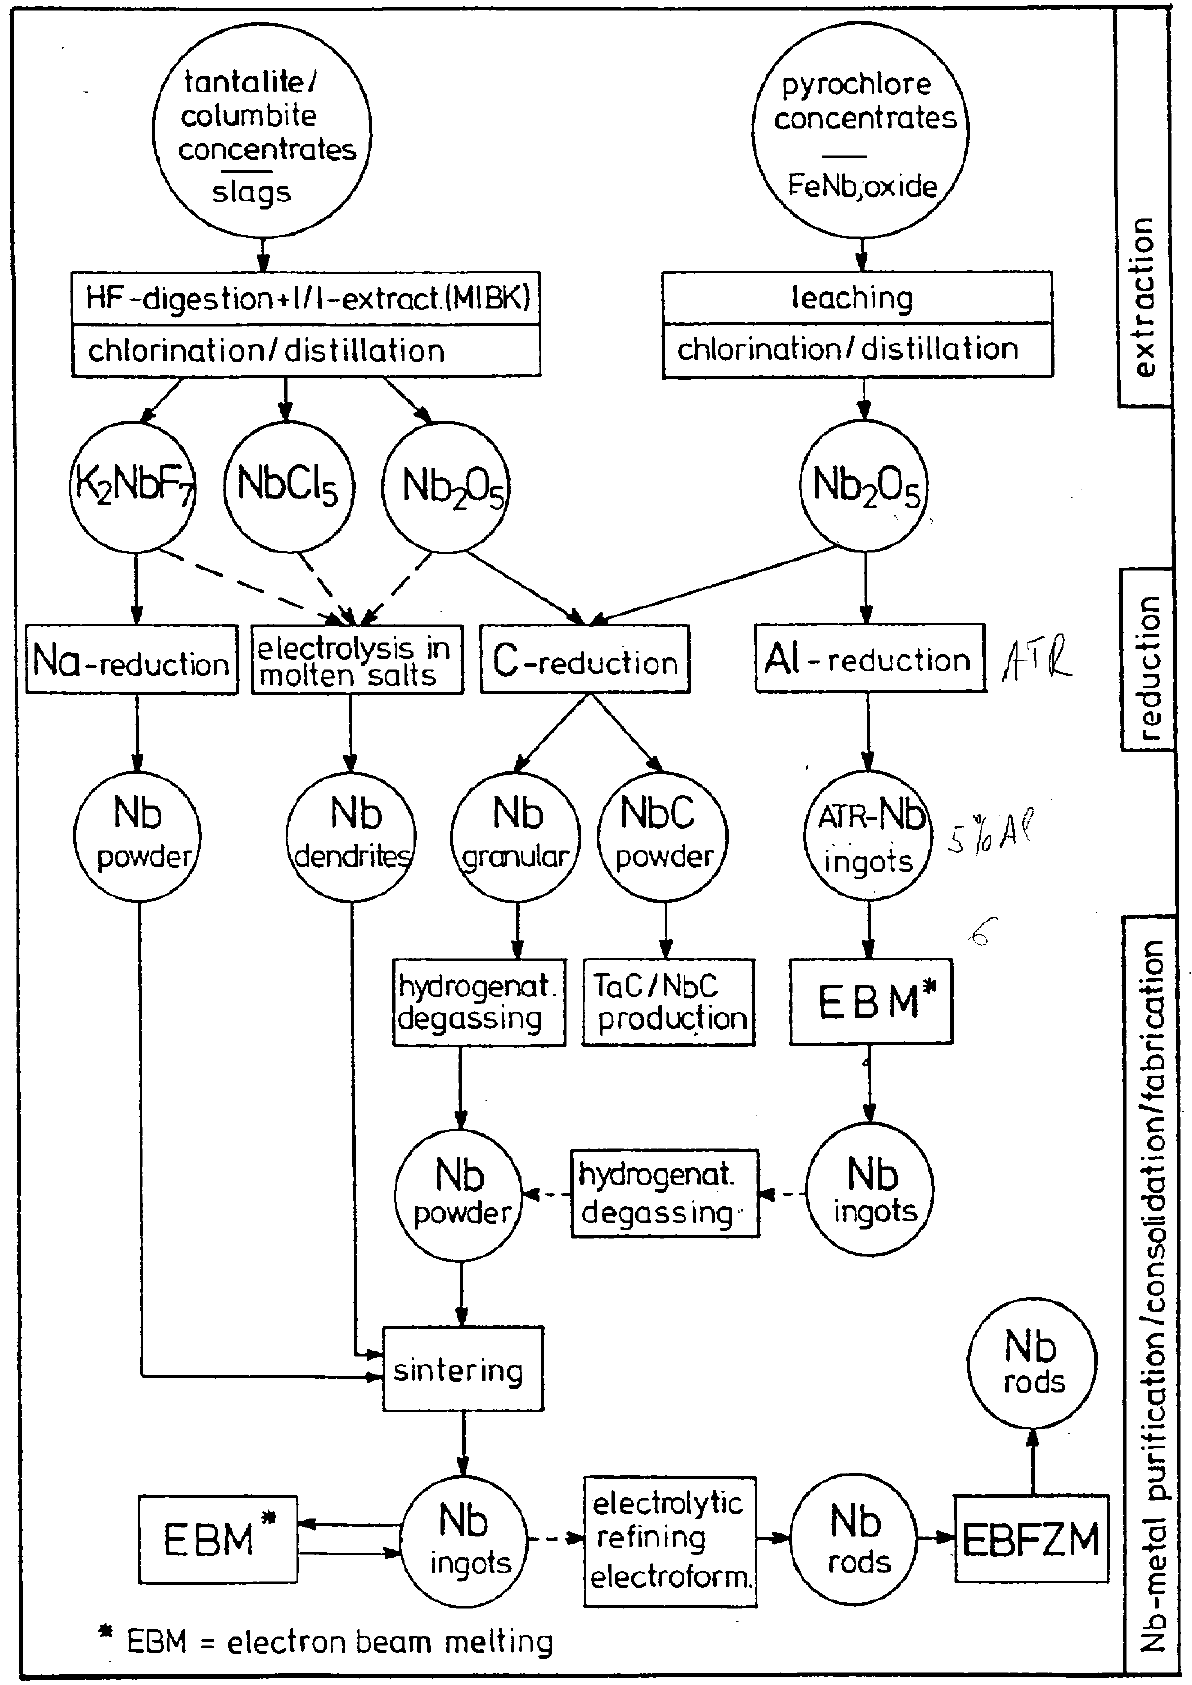 tantalite/
columbite
concentrates
slags
pyrochlore
concentrates
FeNb,oxide
HF-digestion+l/l-extract.(MIBK)
chlorination/distillation
leaching
chlorination/distillation
extraction
K2NbF7
NbCl5
Nb2O5
Nb2O5
Na-reduction
electrolysis in
molten salts
C-reduction
Al-reduction
ATR
reduction
Nb
powder
Nb
dendrites
Nb
granular
NbC
powder
ATR-Nb
ingots
5% Al
6
hydrogenat.
degassing
TaC/NbC
production
EBM*
Nb
powder
hydrogenat.
degassing
Nb
ingots
sintering
Nb
rods
EBM*
Nb
ingots
electrolytic
refining
electroform.
Nb
rods
EBFZM
Nb-metal purification/consolidation/fabrication
* EBM = electron beam melting